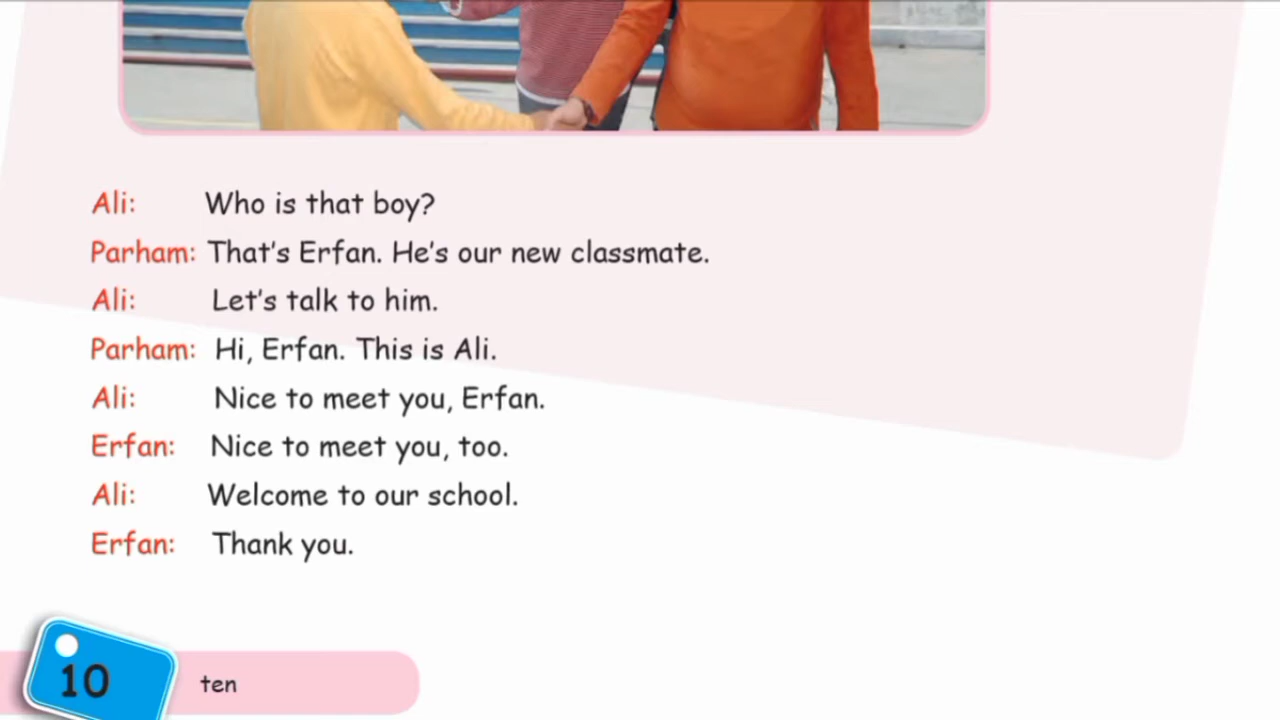 Ali: Who is that boy?
Parham: That's Erfan. He's our new classmate.
Ali: Let's talk to him.
Parham: Hi, Erfan. This is Ali.
Ali: Nice to meet you, Erfan.
Erfan: Nice to meet you, too.
Ali: Welcome to our school.
Erfan: Thank you.
10 ten